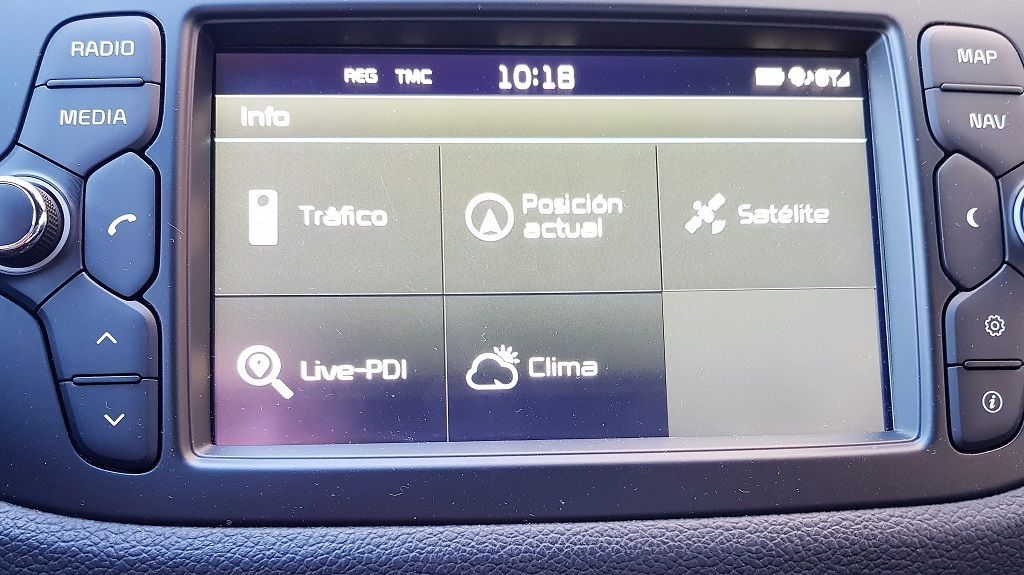 RADIO
MEDIA
REG TMC 10:18
Info
Tráfico
Posición
actual
Satélite
Live-PDI
Clima
MAP
NAV